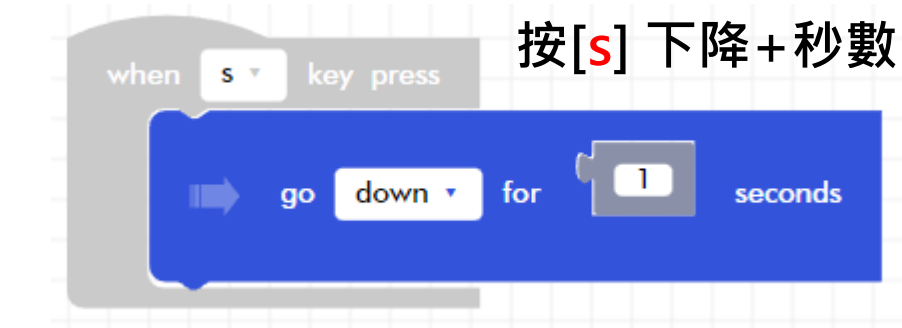 按[s] 下降+秒數
when s key press
go down for 1 seconds